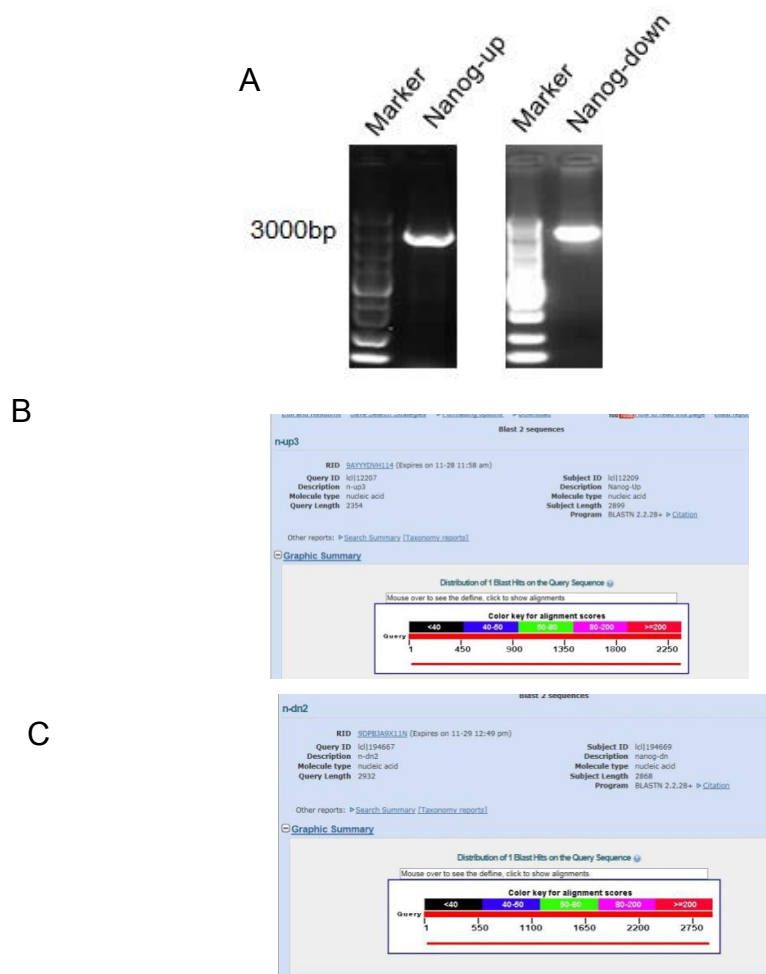 A
Marker
Nanog-up
Marker
Nanog-down
3000bp
B
Blast 2 sequences
n-up3
RID 9AYYYDVH114 (Expires on 11-28 11:58 am)
Query ID lcl|12207
Description n-up3
Molecule type nucleic acid
Query Length 2354
Subject ID lcl|12209
Description Nanog-Up
Molecule type nucleic acid
Subject Length 2899
Program BLASTN 2.2.28+ Citation
Other reports: Search Summary [Taxonomy reports]
Graphic Summary
Distribution of 1 Blast Hits on the Query Sequence
Mouse over to see the define, click to show alignments
Color key for alignment scores
<40 40-50 50-80 80-200 >=200
Query
1 450 900 1350 1800 2250
C
Blast 2 sequences
n-dn2
RID 9DPBJA9X11N (Expires on 11-29 12:49 pm)
Query ID lcl|194667
Description n-dn2
Molecule type nucleic acid
Query Length 2932
Subject ID lcl|194669
Description nanog-dn
Molecule type nucleic acid
Subject Length 2868
Program BLASTN 2.2.28+ Citation
Other reports: Search Summary [Taxonomy reports]
Graphic Summary
Distribution of 1 Blast Hits on the Query Sequence
Mouse over to see the define, click to show alignments
Color key for alignment scores
<40 40-50 50-80 80-200 >=200
Query
1 550 1100 1650 2200 2750